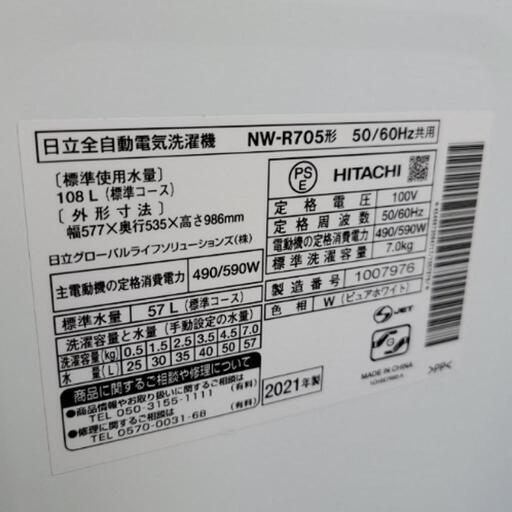 日立全自動電気洗濯機 NW-R705形 50/60Hz共用
〔標準使用水量〕
108 L (標準コース)
〔外形寸法〕
幅577×奥行535×高さ986mm
日立グローバルライフソリューションズ(株)
主電動機の定格消費電力 490/590W
標準水量 57 L (標準コース)
洗濯容量と水量 (手動設定の水量)
洗濯容量(kg) 0.5 1.5 2.5 3.5 4.5 7.0
水量(L) 25 30 35 40 50 57
商品に関するご相談や修理について
●商品情報やお取り扱いに関するご相談は
TEL 050-3155-1111 (有料)
●修理に関するご相談は
TEL 0570-0031-68 (有料)
2021年製
PSE HITACHI
定格電圧 100V
定格周波数 50/60Hz
電動機の定格消費電力 490/590W
標準洗濯容量 7.0kg
製造番号 1007976
色相 W (ピュアホワイト)
S JET
G
MADE IN CHINA
>PP<